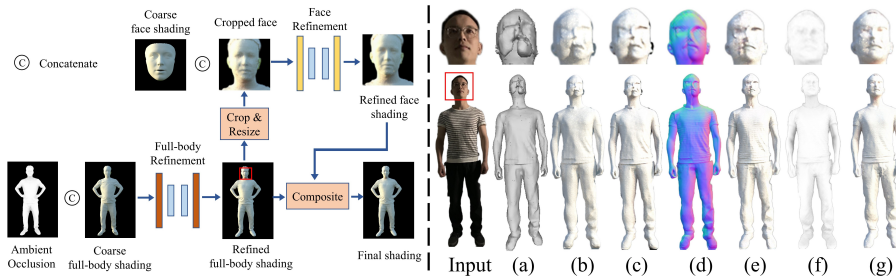 Coarse
face shading
Cropped face
Face
Refinement
C
Concatenate
C
Refined face
shading
Crop &
Resize
Full-body
Refinement
C
Composite
Ambient
Occlusion
Coarse
full-body shading
Refined
full-body shading
Final shading
Input
(a)
(b)
(c)
(d)
(e)
(f)
(g)